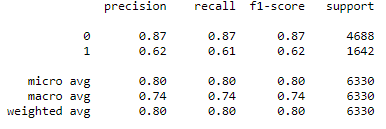 precision recall f1-score support
0 0.87 0.87 0.87 4688
1 0.62 0.61 0.62 1642
micro avg 0.80 0.80 0.80 6330
macro avg 0.74 0.74 0.74 6330
weighted avg 0.80 0.80 0.80 6330